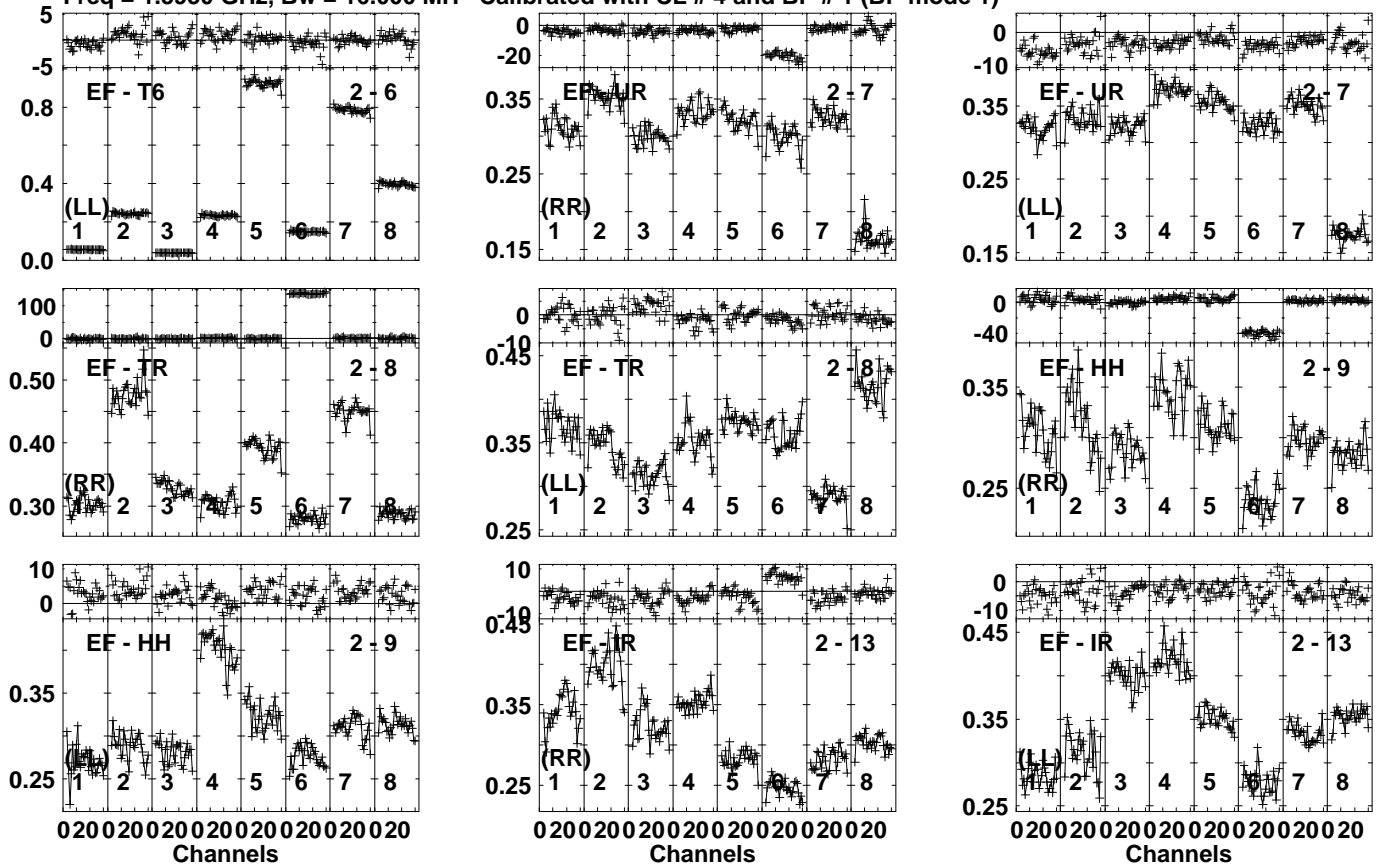 Calibrated with CL # 4 and BP # 1 (BP mode 1)
5
-5
EF - T6 2 - 6
0.8
0.4
(LL)
1 2 3 4 5 6 7 8
0.0
0
-20
EF - UR 2 - 7
0.35
0.25
(RR)
1 2 3 4 5 6 7 8
0.15
0
-10
EF - UR 2 - 7
0.35
0.25
(LL)
1 2 3 4 5 6 7 8
0.15
100
0
EF - TR 2 - 8
0.50
0.40
(RR)
1 2 3 4 5 6 7 8
0.30
0
-10
0.45
EF - TR 2 - 8
0.35
(LL)
1 2 3 4 5 6 7 8
0.25
0
-40
EF - HH 2 - 9
0.35
0.25
(RR)
1 2 3 4 5 6 7 8
10
0
EF - HH 2 - 9
0.35
(LL)
0.25
1 2 3 4 5 6 7 8
0 20 0 20 0 20 0 20 0 20 0 20 0 20 0 20
Channels
10
-10
0.45
EF - IR 2 - 13
0.35
(RR)
0.25
1 2 3 4 5 6 7 8
0 20 0 20 0 20 0 20 0 20 0 20 0 20 0 20
Channels
0
-10
0.45
EF - IR 2 - 13
0.35
(LL)
1 2 3 4 5 6 7 8
0.25
0 20 0 20 0 20 0 20 0 20 0 20 0 20 0 20
Channels